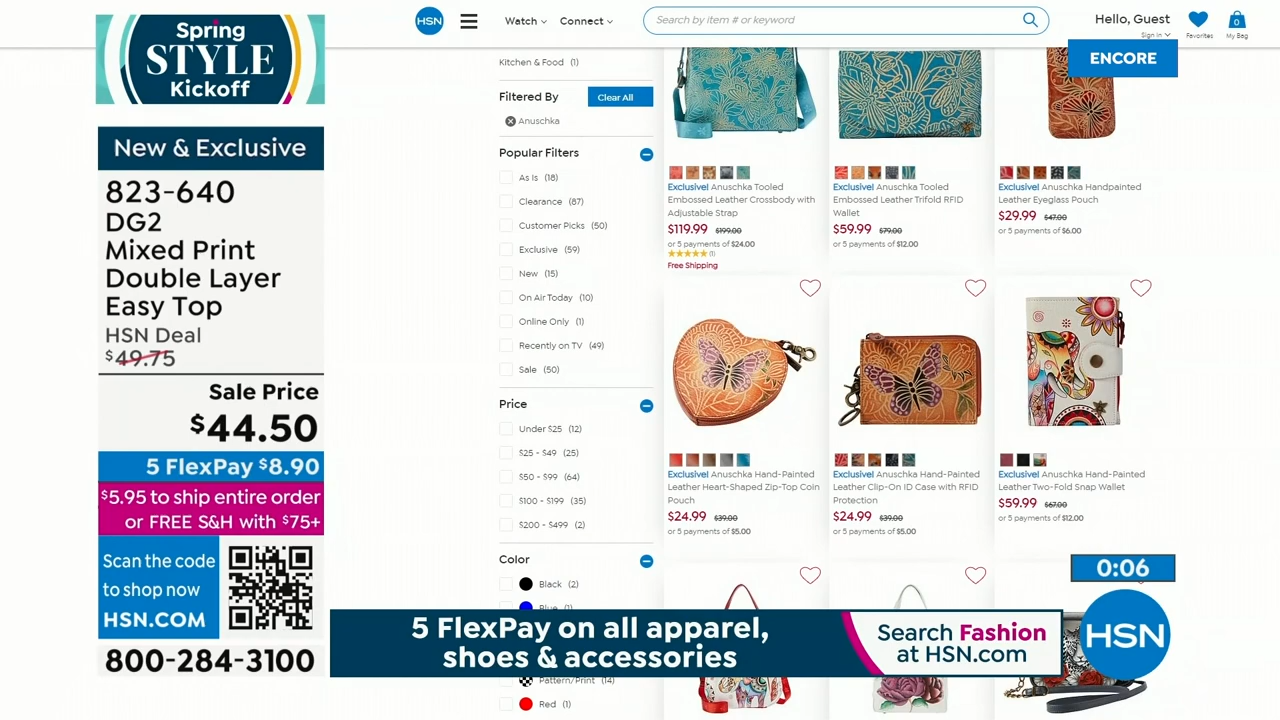 Spring
STYLE
Kickoff
New & Exclusive
823-640
DG2
Mixed Print
Double Layer
Easy Top
HSN Deal
$49.75
Sale Price
$44.50
5 FlexPay $8.90
$5.95 to ship entire order
or FREE S&H with $75+
Scan the code
to shop now
HSN.COM
800-284-3100
HSN
Watch
Connect
Search by item # or keyword
Hello, Guest
Sign in
Favorites
0
My Bag
ENCORE
Kitchen & Food (1)
Filtered By
Clear All
Anuschka
Popular Filters
As Is (18)
Clearance (87)
Customer Picks (50)
Exclusive (59)
New (15)
On Air Today (10)
Online Only (1)
Recently on TV (49)
Sale (50)
Price
Under $25 (12)
$25 - $49 (25)
$50 - $99 (64)
$100 - $199 (35)
$200 - $499 (2)
Color
Black (2)
Blue (1)
Pattern/Print (14)
Red (1)
Exclusive! Anuschka Tooled
Embossed Leather Crossbody with
Adjustable Strap
$119.99 $199.00
or 5 payments of $24.00
(1)
Free Shipping
Exclusive! Anuschka Tooled
Embossed Leather Trifold RFID
Wallet
$59.99 $79.00
or 5 payments of $12.00
Exclusive! Anuschka Handpainted
Leather Eyeglass Pouch
$29.99 $47.00
or 5 payments of $6.00
Exclusive! Anuschka Hand-Painted
Leather Heart-Shaped Zip-Top Coin
Pouch
$24.99 $39.00
or 5 payments of $5.00
Exclusive! Anuschka Hand-Painted
Leather Clip-On ID Case with RFID
Protection
$24.99 $39.00
or 5 payments of $5.00
Exclusive! Anuschka Hand-Painted
Leather Two-Fold Snap Wallet
$59.99 $67.00
or 5 payments of $12.00
0:06
5 FlexPay on all apparel,
shoes & accessories
Search Fashion
at HSN.com
HSN